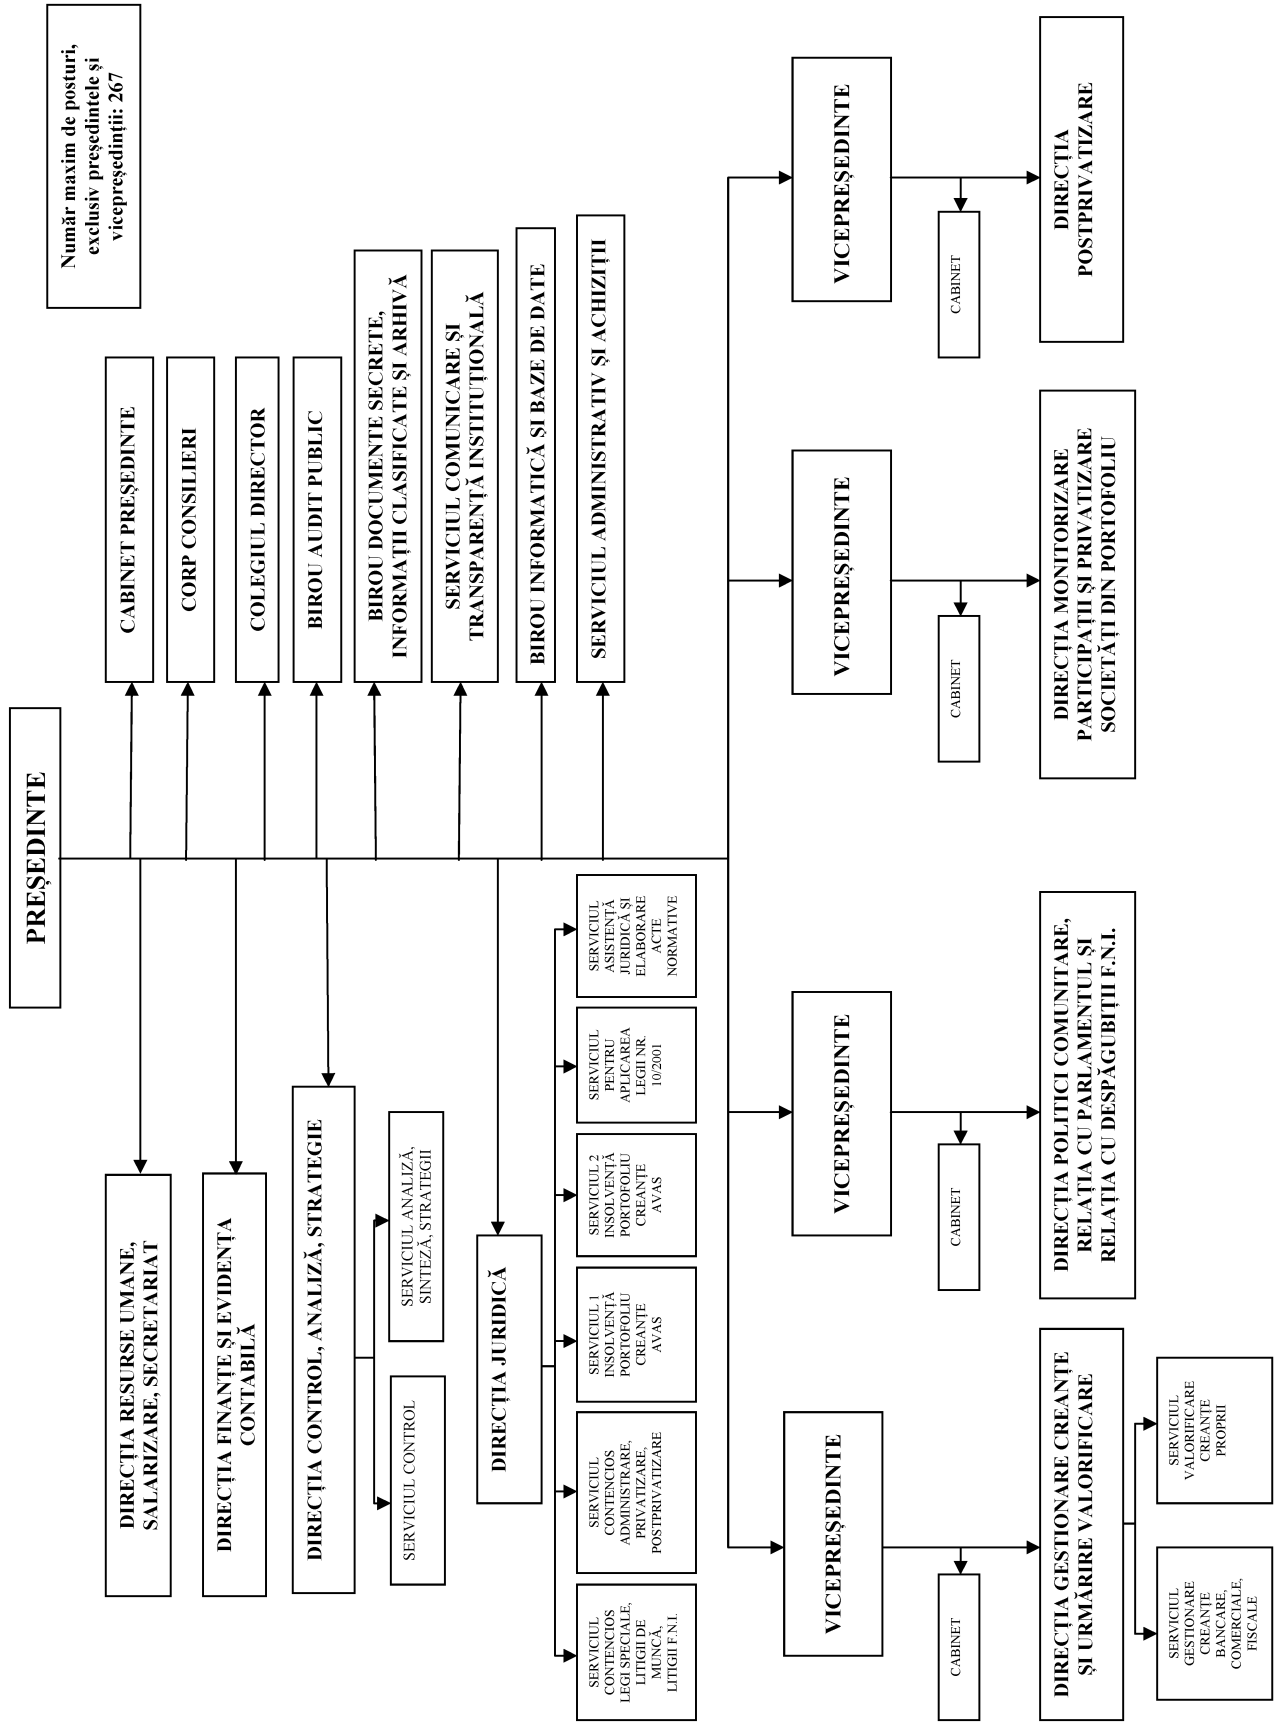 Număr maxim de posturi,
exclusiv președintele și
vicepreședinții: 267
PREȘEDINTE
CABINET PREȘEDINTE
CORP CONSILIERI
COLEGIUL DIRECTOR
BIROU AUDIT PUBLIC
BIROU DOCUMENTE SECRETE,
INFORMAȚII CLASIFICATE ȘI ARHIVĂ
SERVICIUL COMUNICARE ȘI
TRANSPARENȚĂ INSTITUȚIONALĂ
BIROU INFORMATICĂ ȘI BAZE DE DATE
SERVICIUL ADMINISTRATIV ȘI ACHIZIȚII
DIRECȚIA RESURSE UMANE,
SALARIZARE, SECRETARIAT
DIRECȚIA FINANȚE ȘI EVIDENȚA
CONTABILĂ
DIRECȚIA CONTROL, ANALIZĂ, STRATEGIE
SERVICIUL CONTROL
SERVICIUL ANALIZĂ,
SINTEZĂ, STRATEGII
DIRECȚIA JURIDICĂ
SERVICIUL
CONTENCIOS
LEGI SPECIALE,
LITIGII DE
MUNCĂ,
LITIGII F.N.I.
SERVICIUL
CONTENCIOS
ADMINISTRARE,
PRIVATIZARE,
POSTPRIVATIZARE
SERVICIUL 1
INSOLVENȚĂ
PORTOFOLIU
CREANȚE
AVAS
SERVICIUL 2
INSOLVENȚĂ
PORTOFOLIU
CREANȚE
AVAS
SERVICIUL
PENTRU
APLICAREA
LEGII NR.
10/2001
SERVICIUL
ASISTENȚĂ
JURIDICĂ ȘI
ELABORARE
ACTE
NORMATIVE
VICEPREȘEDINTE
CABINET
DIRECȚIA GESTIONARE CREANȚE
ȘI URMĂRIRE VALORIFICARE
SERVICIUL
GESTIONARE
CREANȚE
BANCARE,
COMERCIALE,
FISCALE
SERVICIUL
VALORIFICARE
CREANȚE
PROPRII
VICEPREȘEDINTE
CABINET
DIRECȚIA POLITICI COMUNITARE,
RELAȚIA CU PARLAMENTUL ȘI
RELAȚIA CU DESPĂGUBIȚII F.N.I.
VICEPREȘEDINTE
CABINET
DIRECȚIA MONITORIZARE
PARTICIPAȚII ȘI PRIVATIZARE
SOCIETĂȚI DIN PORTOFOLIU
VICEPREȘEDINTE
CABINET
DIRECȚIA
POSTPRIVATIZARE